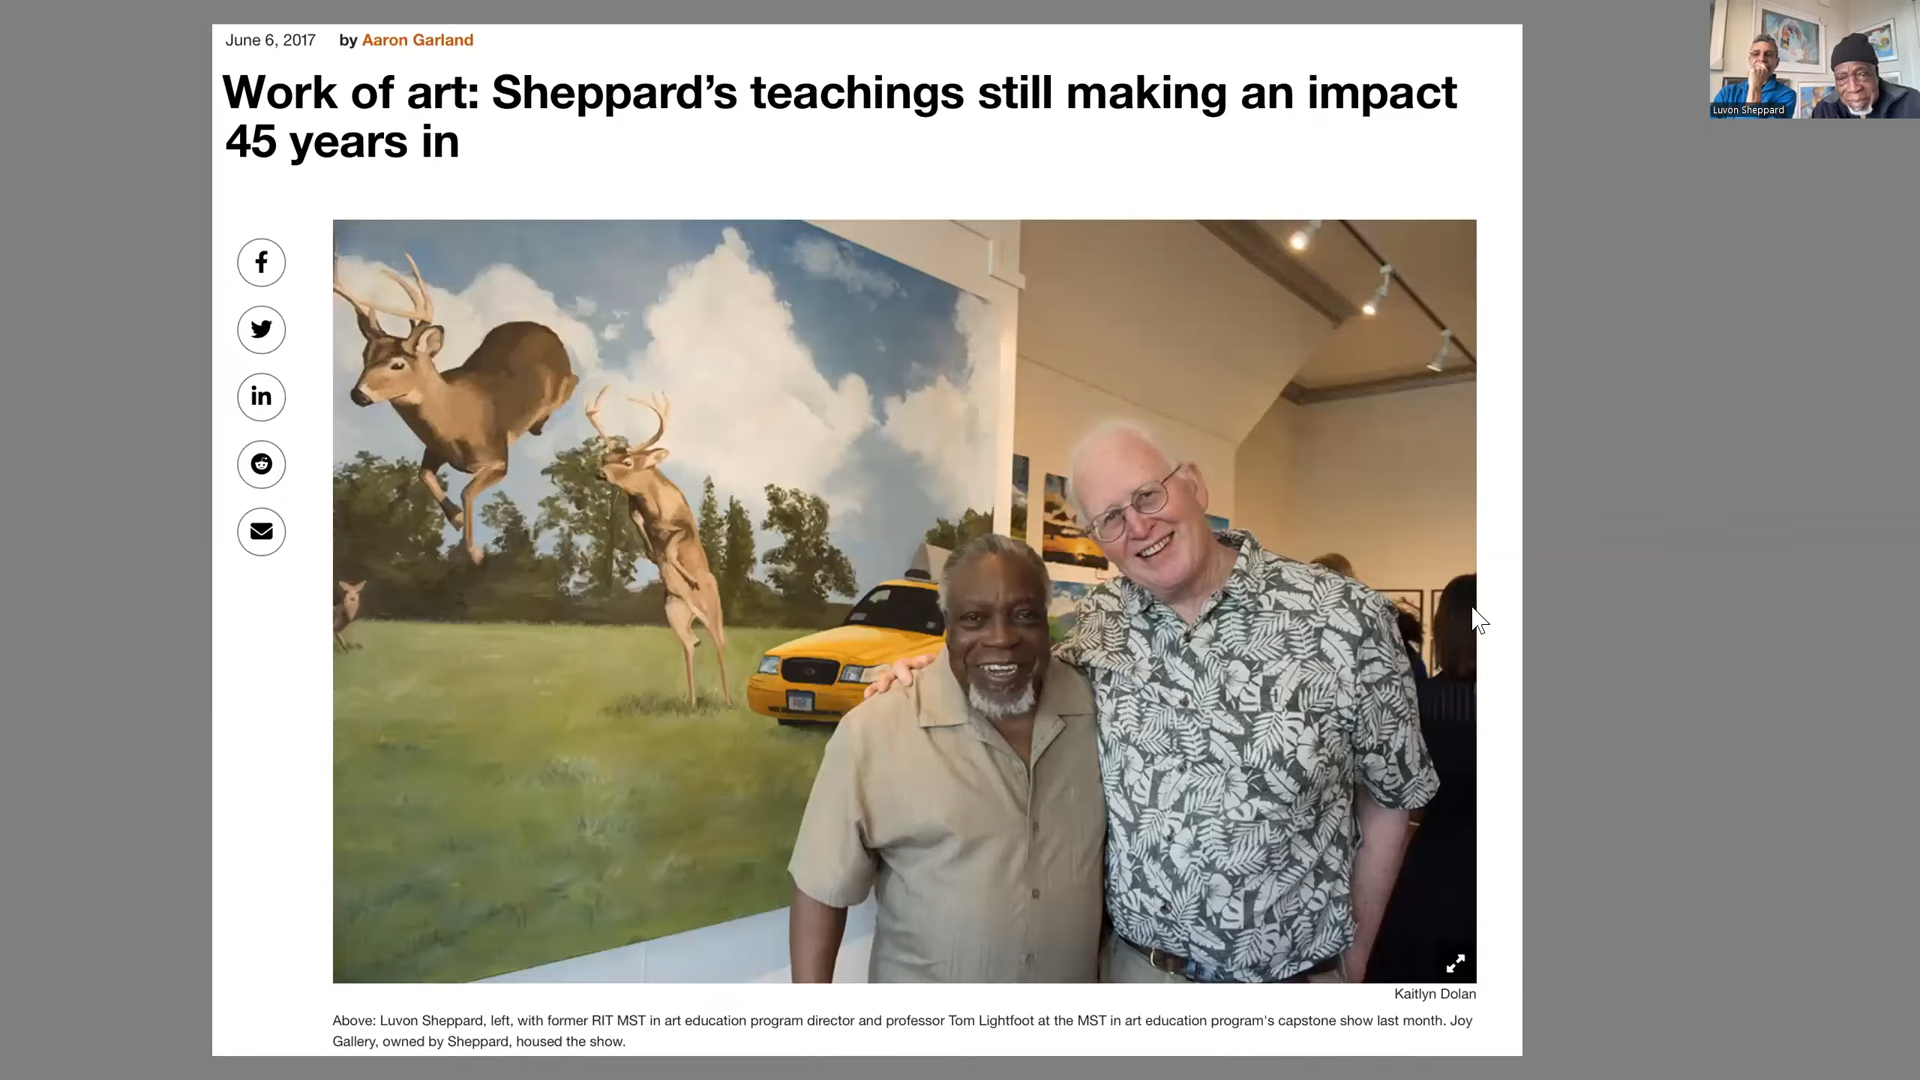 June 6, 2017 by Aaron Garland
Work of art: Sheppard’s teachings still making an impact
45 years in
Luvon Sheppard
Kaitlyn Dolan
Above: Luvon Sheppard, left, with former RIT MST in art education program director and professor Tom Lightfoot at the MST in art education program's capstone show last month. Joy
Gallery, owned by Sheppard, housed the show.